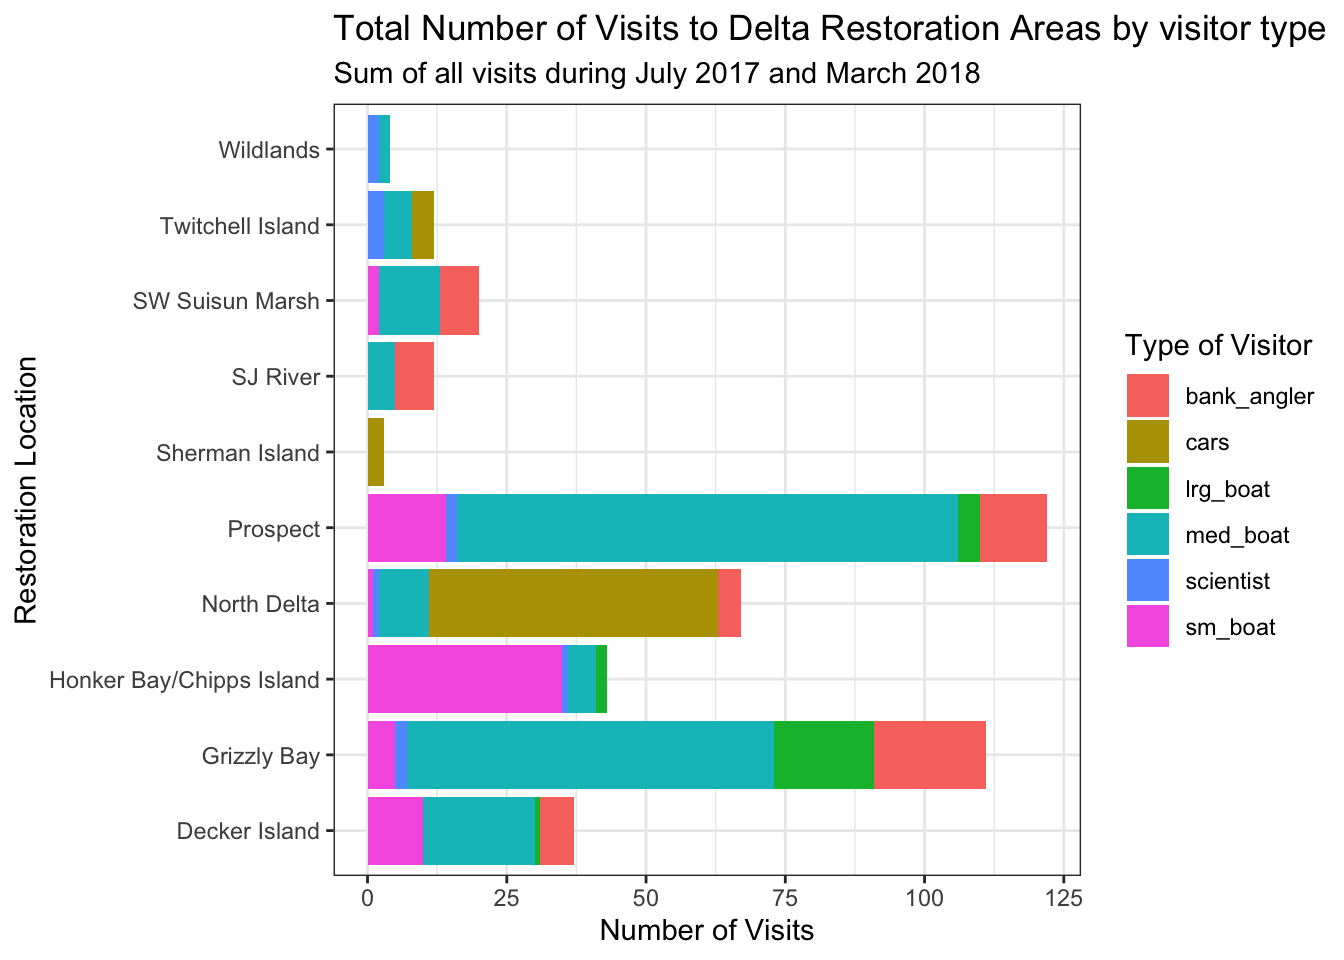 Total Number of Visits to Delta Restoration Areas by visitor type
Sum of all visits during July 2017 and March 2018
Restoration Location
Wildlands
Twitchell Island
SW Suisun Marsh
SJ River
Sherman Island
Prospect
North Delta
Honker Bay/Chipps Island
Grizzly Bay
Decker Island
0 25 50 75 100 125
Number of Visits
Type of Visitor
bank_angler
cars
lrg_boat
med_boat
scientist
sm_boat